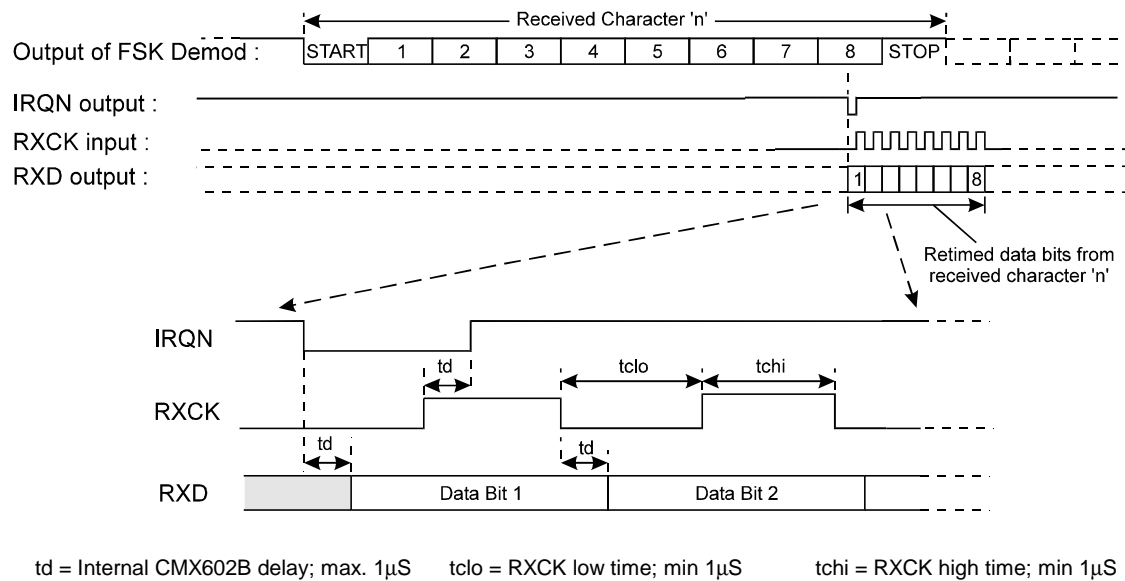 Received Character 'n'
Output of FSK Demod : START 1 2 3 4 5 6 7 8 STOP
IRQN output :
RXCK input :
RXD output : 1 8
Retimed data bits from
received character 'n'
IRQN
td tclo tchi
RXCK
td td
RXD Data Bit 1 Data Bit 2
td = Internal CMX602B delay; max. 1µS tclo = RXCK low time; min 1µS tchi = RXCK high time; min 1µS